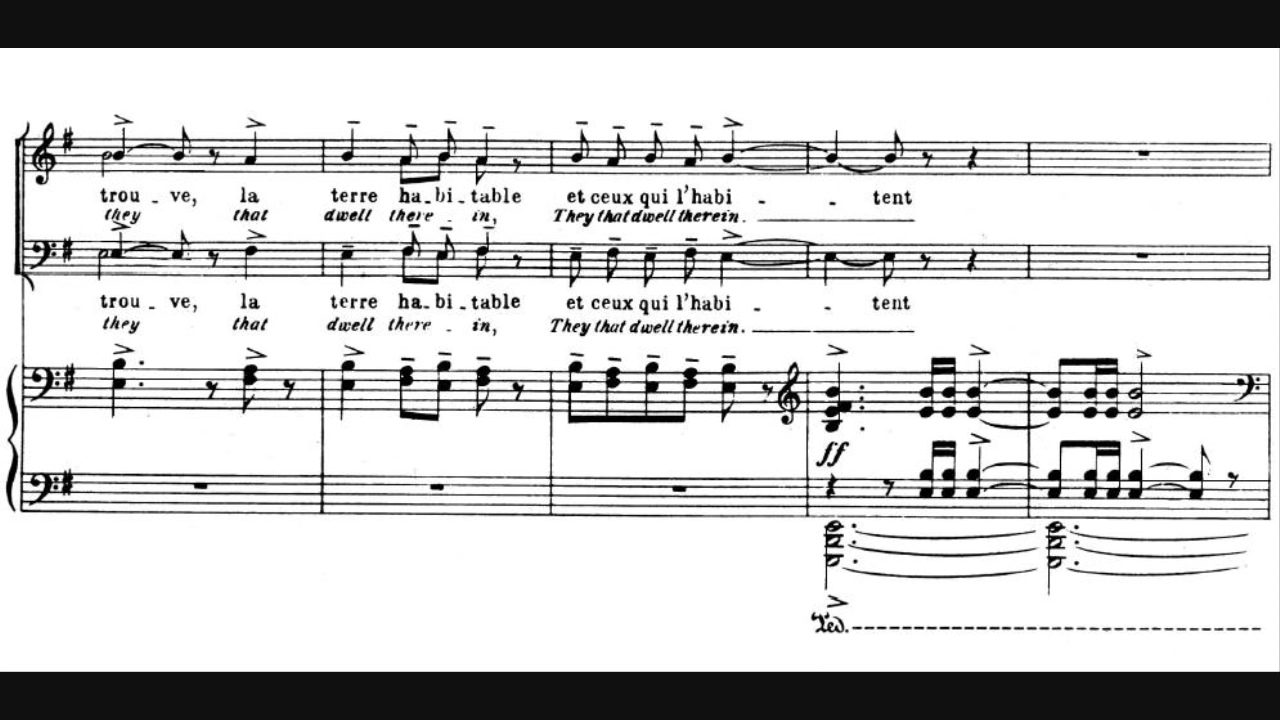 trou - ve, la terre ha - bi - table et ceux qui l'habi - - tent
they that dwell there - in, They that dwell therein.
trou - ve, la terre ha - bi - table et ceux qui l'habi - - tent
they that dwell there - in, They that dwell therein.
ff
Ped.